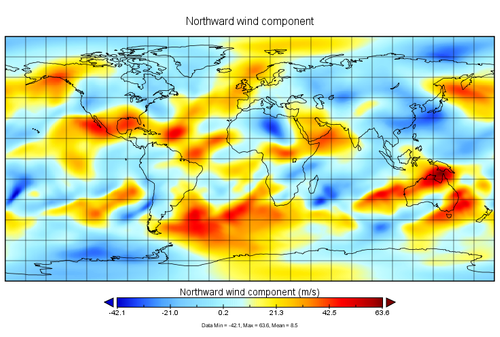 Northward wind component
Northward wind component (m/s)
-42.1 -21.0 0.2 21.3 42.5 63.6
Data Min = -42.1, Max = 63.6, Mean = 8.5